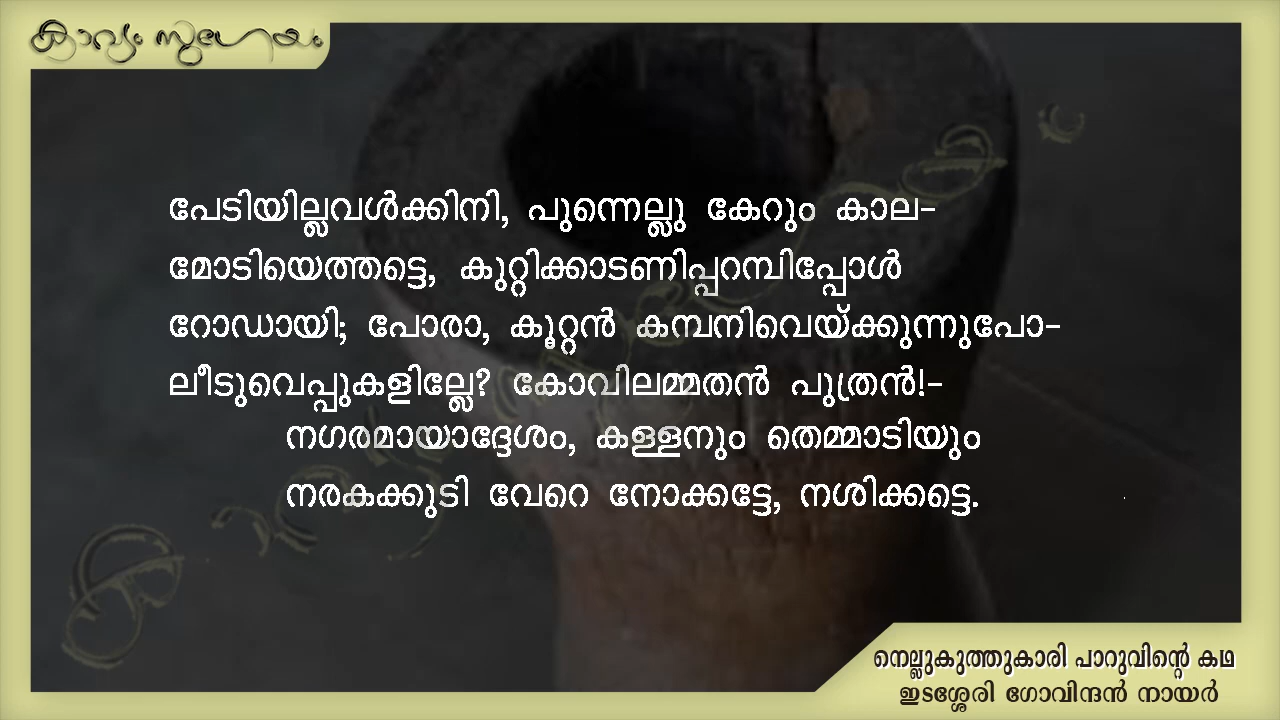 കാവ്യം സുഗേയം
പേടിയില്ലവൾക്കിനി, പുന്നെല്ലു കേറും കാല-
മോടിയെത്തട്ടെ, കുറ്റിക്കാടണിപ്പറമ്പിപ്പോൾ
റോഡായി; പോരാ, കൂറ്റൻ കമ്പനിവെയ്ക്കുന്നുപോ-
ലീടുവെപ്പുകളില്ലേ? കോവിലമ്മതൻ പുത്രൻ!-
നഗരമായാദ്ദേശം, കള്ളനും തെമ്മാടിയും
നരകക്കുടി വേറെ നോക്കട്ടേ, നശിക്കട്ടെ.
നെല്ലുകുത്തുകാരി പാറുവിന്റെ കഥ
ഇടശ്ശേരി ഗോവിന്ദൻ നായർ